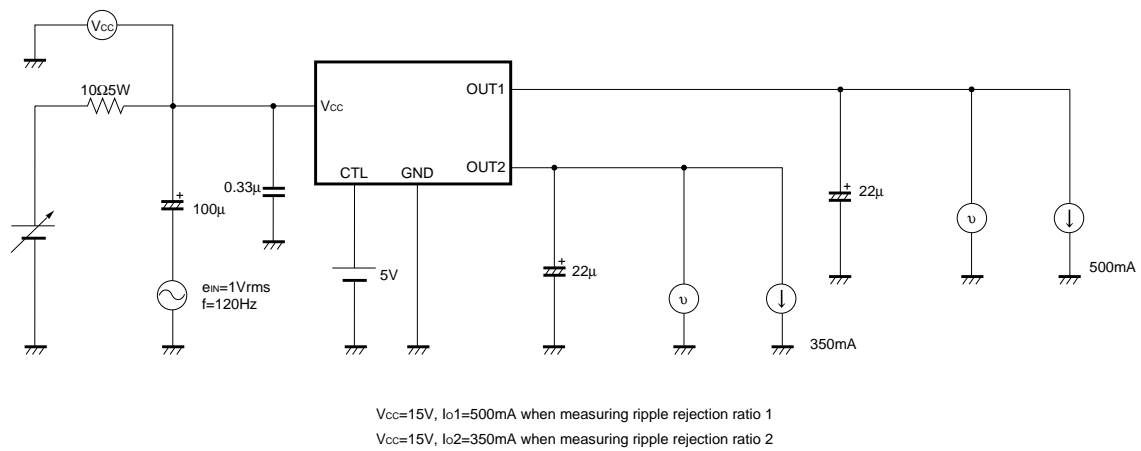 Vcc
10Ω5W
Vcc
OUT1
OUT2
CTL
GND
0.33µ
+
100µ
eIN=1Vrms
f=120Hz
5V
+
22µ
υ
350mA
+
22µ
υ
500mA
Vcc=15V, Io1=500mA when measuring ripple rejection ratio 1
Vcc=15V, Io2=350mA when measuring ripple rejection ratio 2